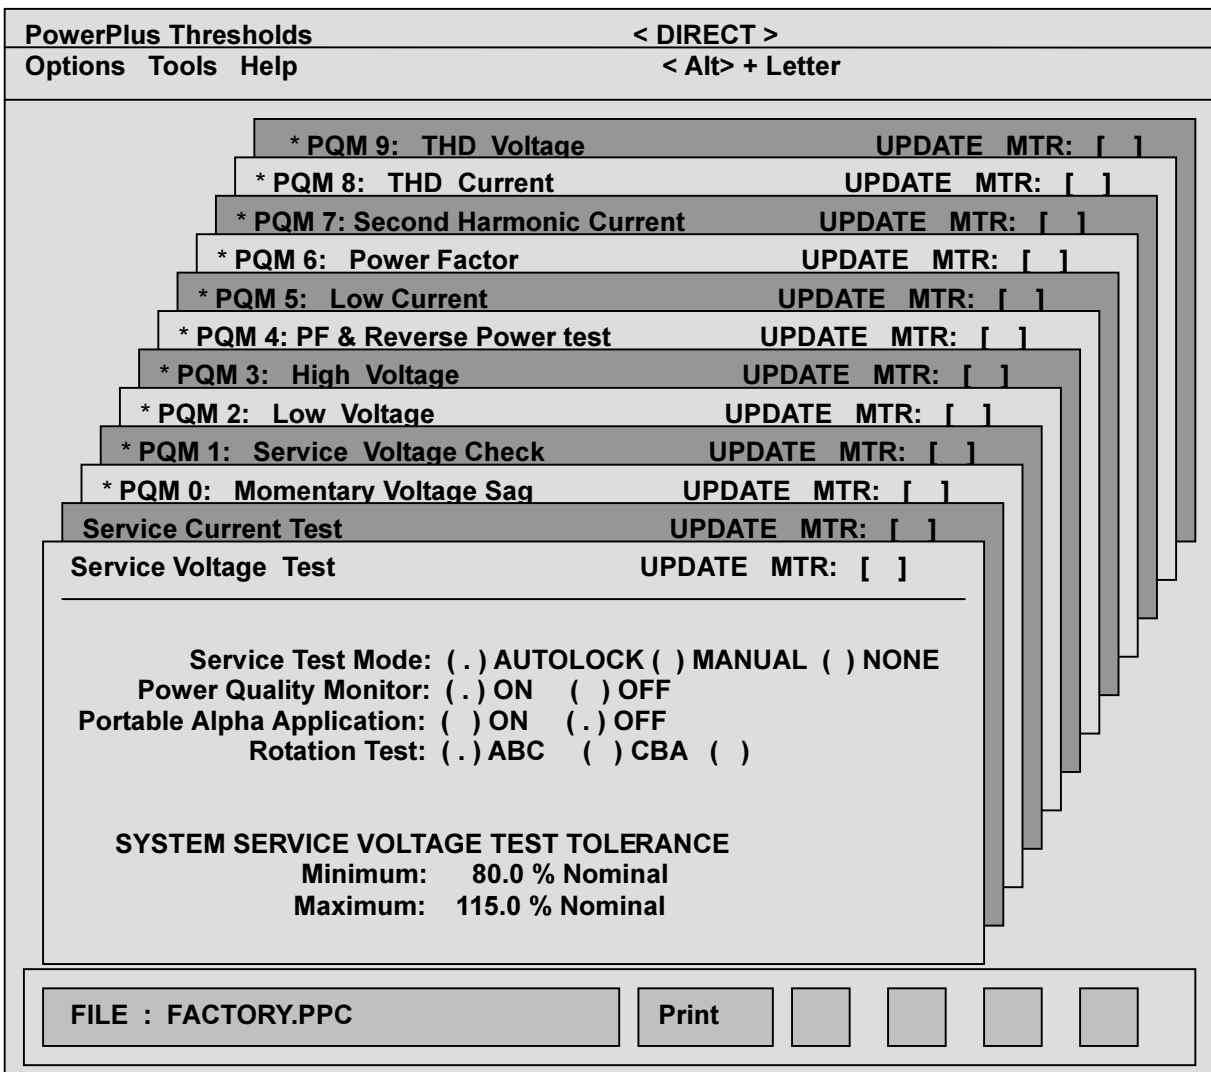 PowerPlus Thresholds < DIRECT >
Options Tools Help < Alt> + Letter
* PQM 9: THD Voltage UPDATE MTR: [ ]
* PQM 8: THD Current UPDATE MTR: [ ]
* PQM 7: Second Harmonic Current UPDATE MTR: [ ]
* PQM 6: Power Factor UPDATE MTR: [ ]
* PQM 5: Low Current UPDATE MTR: [ ]
* PQM 4: PF & Reverse Power test UPDATE MTR: [ ]
* PQM 3: High Voltage UPDATE MTR: [ ]
* PQM 2: Low Voltage UPDATE MTR: [ ]
* PQM 1: Service Voltage Check UPDATE MTR: [ ]
* PQM 0: Momentary Voltage Sag UPDATE MTR: [ ]
Service Current Test UPDATE MTR: [ ]
Service Voltage Test UPDATE MTR: [ ]
Service Test Mode: ( . ) AUTOLOCK ( ) MANUAL ( ) NONE
Power Quality Monitor: ( . ) ON ( ) OFF
Portable Alpha Application: ( ) ON ( . ) OFF
Rotation Test: ( . ) ABC ( ) CBA ( )
SYSTEM SERVICE VOLTAGE TEST TOLERANCE
Minimum: 80.0 % Nominal
Maximum: 115.0 % Nominal
FILE : FACTORY.PPC Print